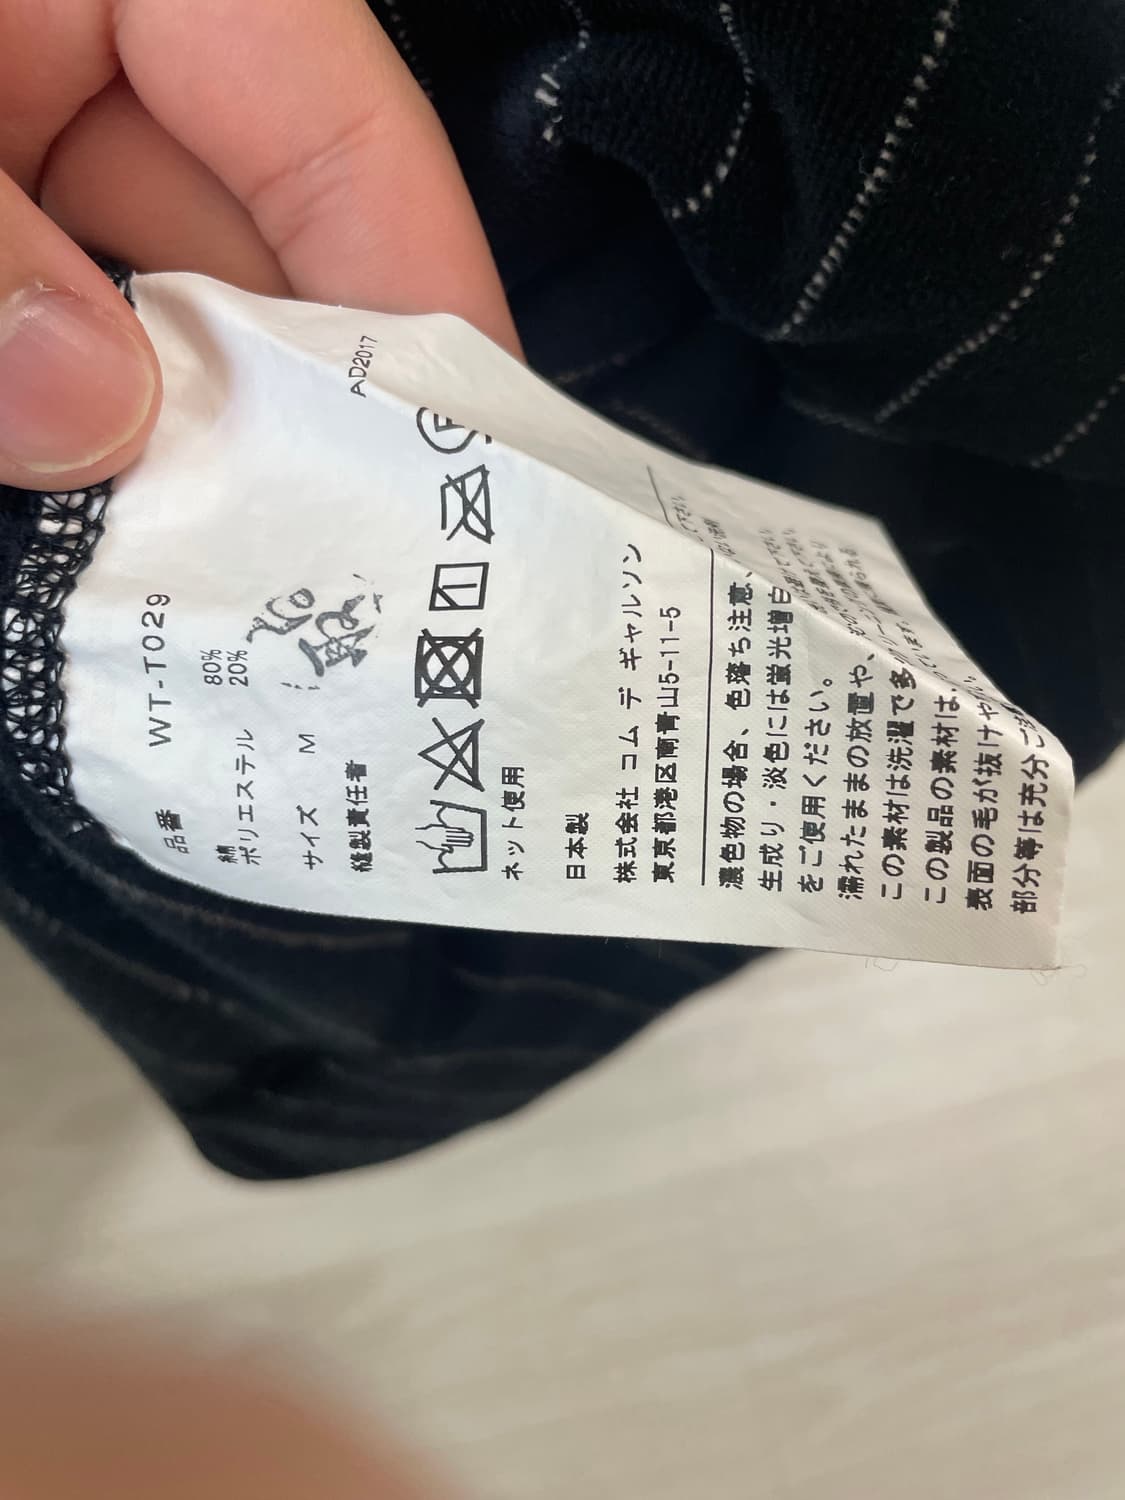 品番 WT-T029
綿 80%
ポリエステル 20%
サイズ M
縫製責任者
AD2017
ネット使用
日本製
株式会社 コム デ ギャルソン
東京都港区南青山5-11-5
濃色物の場合、色落ち注意、
生成り・淡色には蛍光増白
をご使用ください。
濡れたままの放置や、
この素材は洗濯で多
この製品の素材は、
表面の毛が抜けや
部分等は充分ご